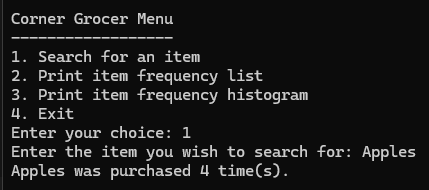 Corner Grocer Menu
------------------
1. Search for an item
2. Print item frequency list
3. Print item frequency histogram
4. Exit
Enter your choice: 1
Enter the item you wish to search for: Apples
Apples was purchased 4 time(s).